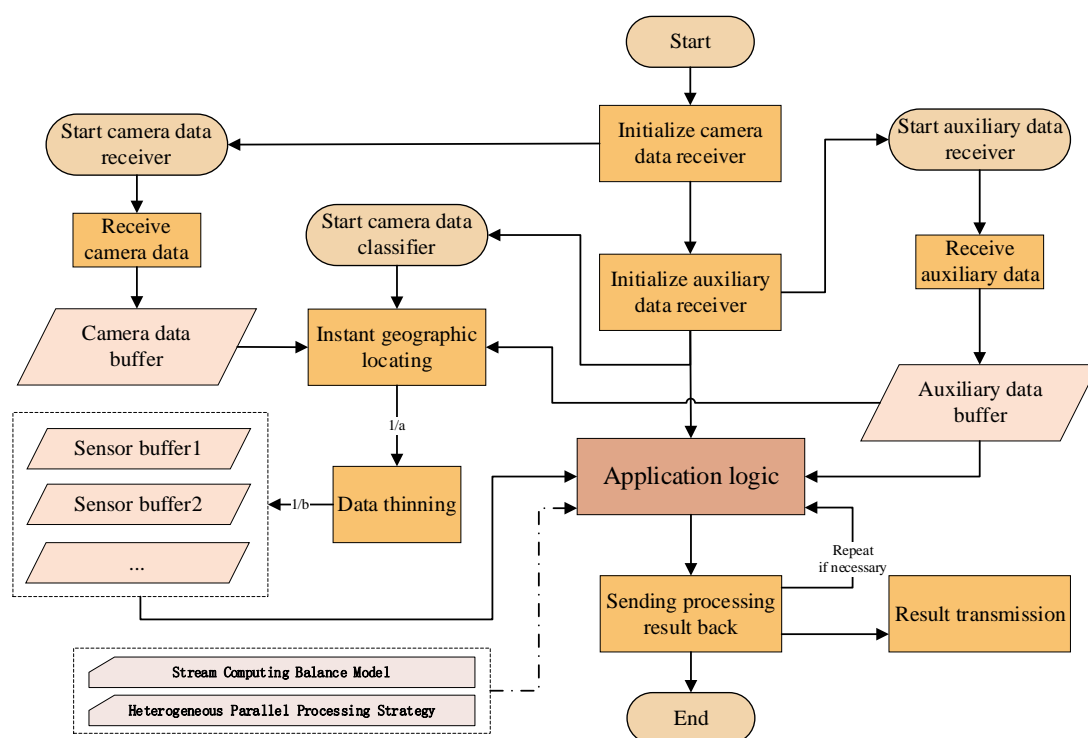 Start
Start camera data
receiver
Initialize camera
data receiver
Start auxiliary data
receiver
Receive
camera data
Start camera data
classifier
Initialize auxiliary
data receiver
Receive
auxiliary data
Camera data
buffer
Instant geographic
locating
Auxiliary data
buffer
1/a
Sensor buffer1
Sensor buffer2
...
1/b
Data thinning
Application logic
Repeat
if necessary
Sending processing
result back
Result transmission
Stream Computing Balance Model
Heterogeneous Parallel Processing Strategy
End